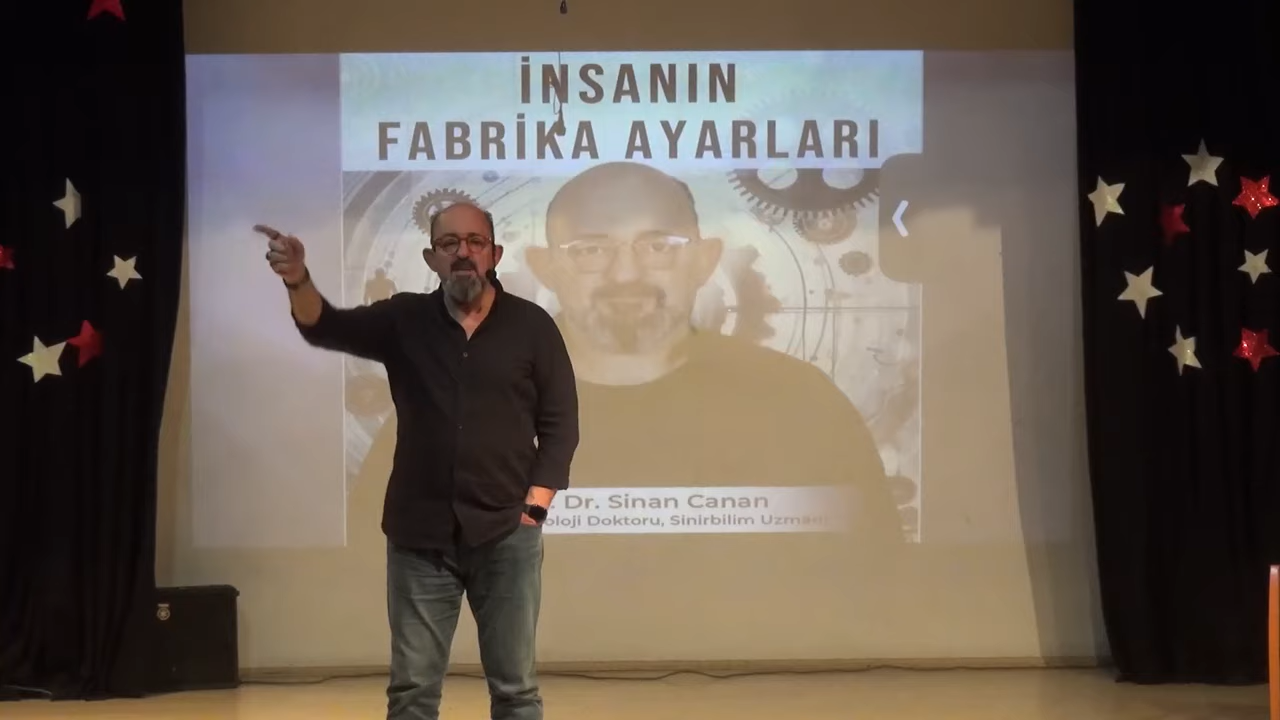 İNSANIN
FABRİKA AYARLARI
Dr. Sinan Canan
Doktoru, Sinirbilim